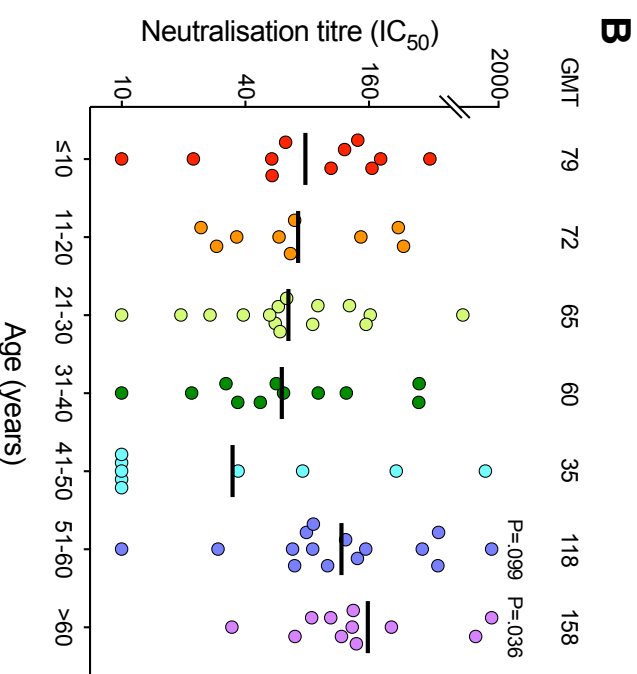 B
GMT 79 72 65 60 35 118 158
P=.099 P=.036
Neutralisation titre (IC50)
2000
160
40
10
≤10 11-20 21-30 31-40 41-50 51-60 >60
Age (years)